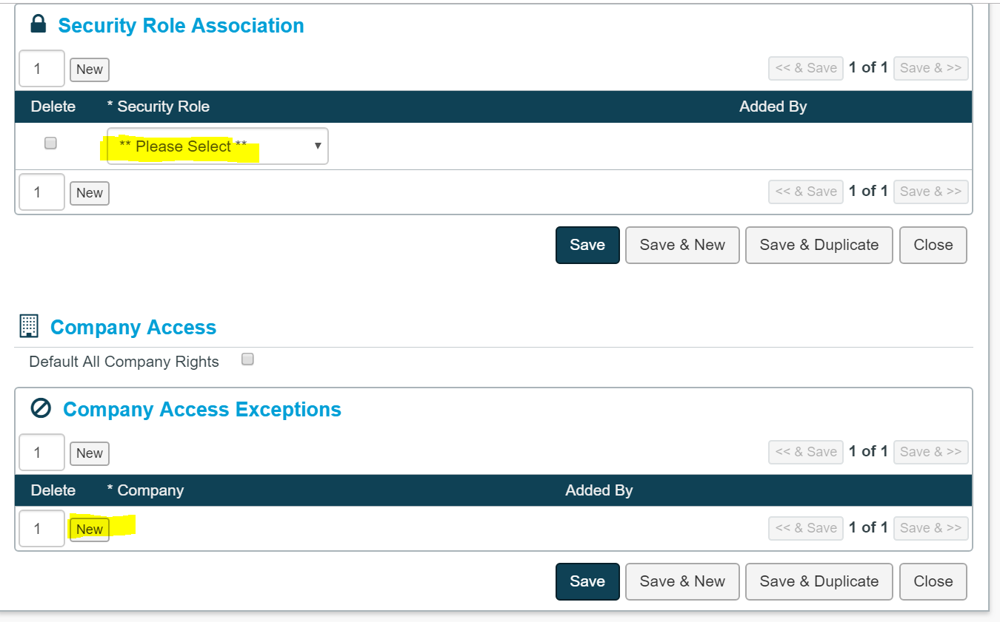 Security Role Association
1 New << & Save 1 of 1 Save & >>
Delete * Security Role Added By
** Please Select **
1 New << & Save 1 of 1 Save & >>
Save Save & New Save & Duplicate Close
Company Access
Default All Company Rights
Company Access Exceptions
1 New << & Save 1 of 1 Save & >>
Delete * Company Added By
1 New << & Save 1 of 1 Save & >>
Save Save & New Save & Duplicate Close